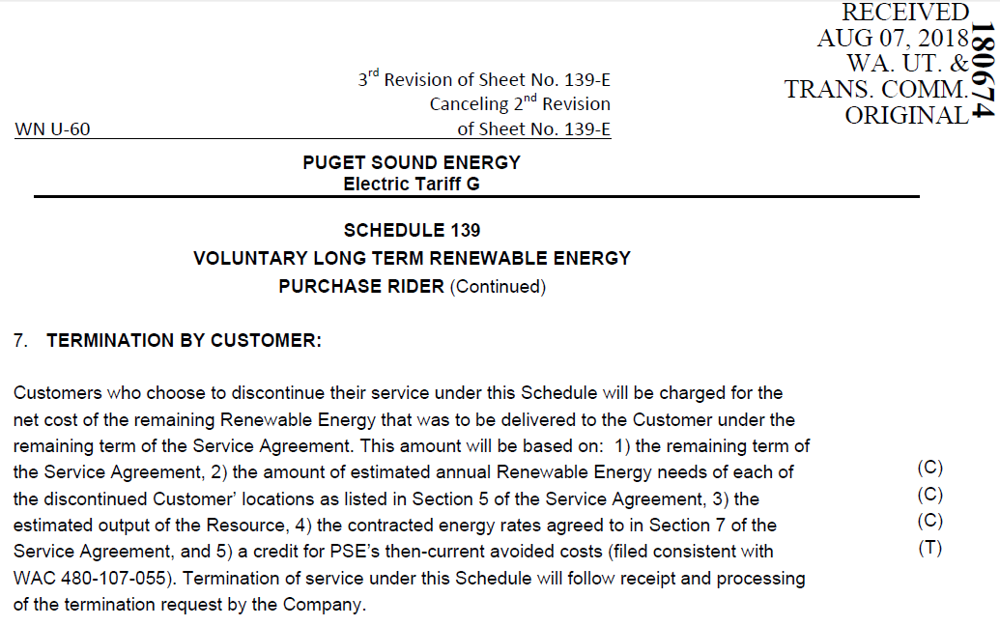 RECEIVED
AUG 07, 2018
WA. UT. &
TRANS. COMM.
ORIGINAL
180674
3rd Revision of Sheet No. 139-E
Canceling 2nd Revision
WN U-60 of Sheet No. 139-E
PUGET SOUND ENERGY
Electric Tariff G
SCHEDULE 139
VOLUNTARY LONG TERM RENEWABLE ENERGY
PURCHASE RIDER (Continued)
7. TERMINATION BY CUSTOMER:
Customers who choose to discontinue their service under this Schedule will be charged for the
net cost of the remaining Renewable Energy that was to be delivered to the Customer under the
remaining term of the Service Agreement. This amount will be based on: 1) the remaining term of
the Service Agreement, 2) the amount of estimated annual Renewable Energy needs of each of (C)
the discontinued Customer' locations as listed in Section 5 of the Service Agreement, 3) the (C)
estimated output of the Resource, 4) the contracted energy rates agreed to in Section 7 of the (C)
Service Agreement, and 5) a credit for PSE's then-current avoided costs (filed consistent with (T)
WAC 480-107-055). Termination of service under this Schedule will follow receipt and processing
of the termination request by the Company.